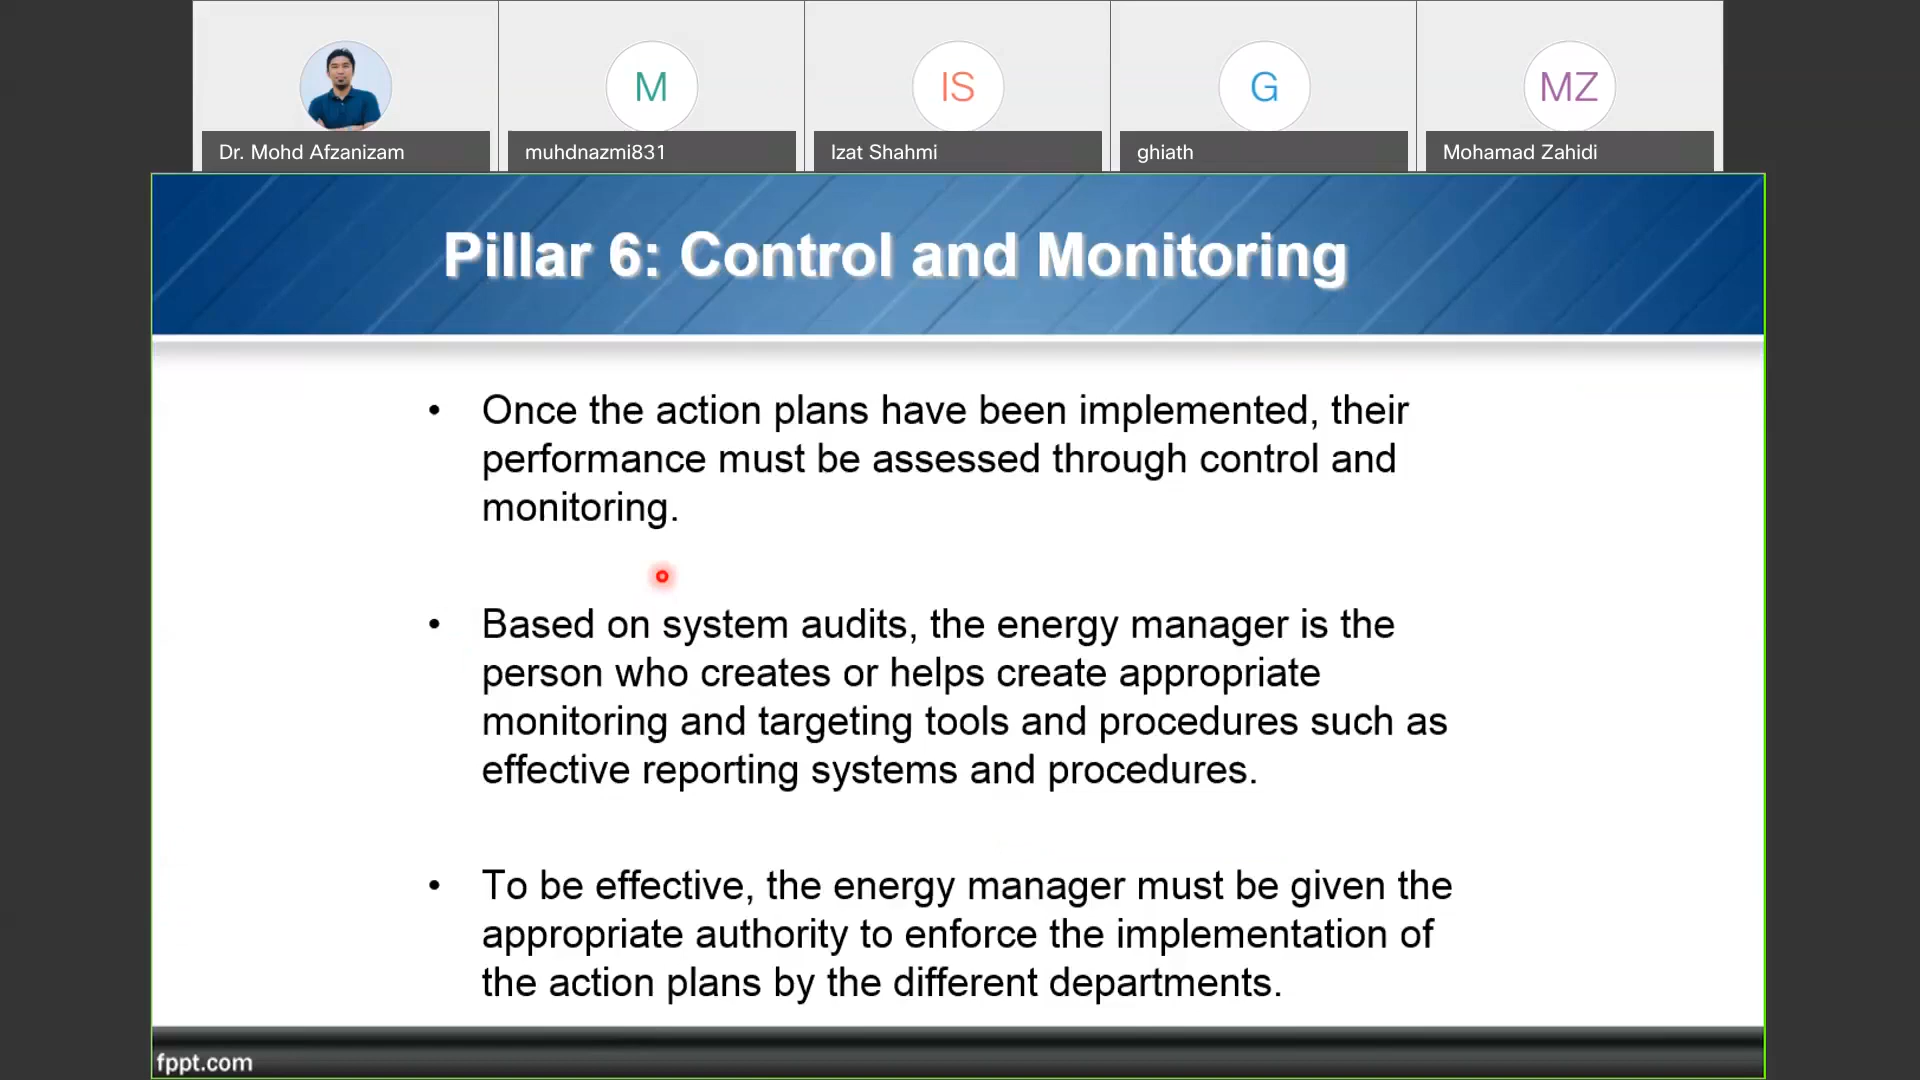 M
IS
G
MZ
Dr. Mohd Afzanizam
muhdnazmi831
Izat Shahmi
ghiath
Mohamad Zahidi
Pillar 6: Control and Monitoring
• Once the action plans have been implemented, their
performance must be assessed through control and
monitoring.
• Based on system audits, the energy manager is the
person who creates or helps create appropriate
monitoring and targeting tools and procedures such as
effective reporting systems and procedures.
• To be effective, the energy manager must be given the
appropriate authority to enforce the implementation of
the action plans by the different departments.
fppt.com